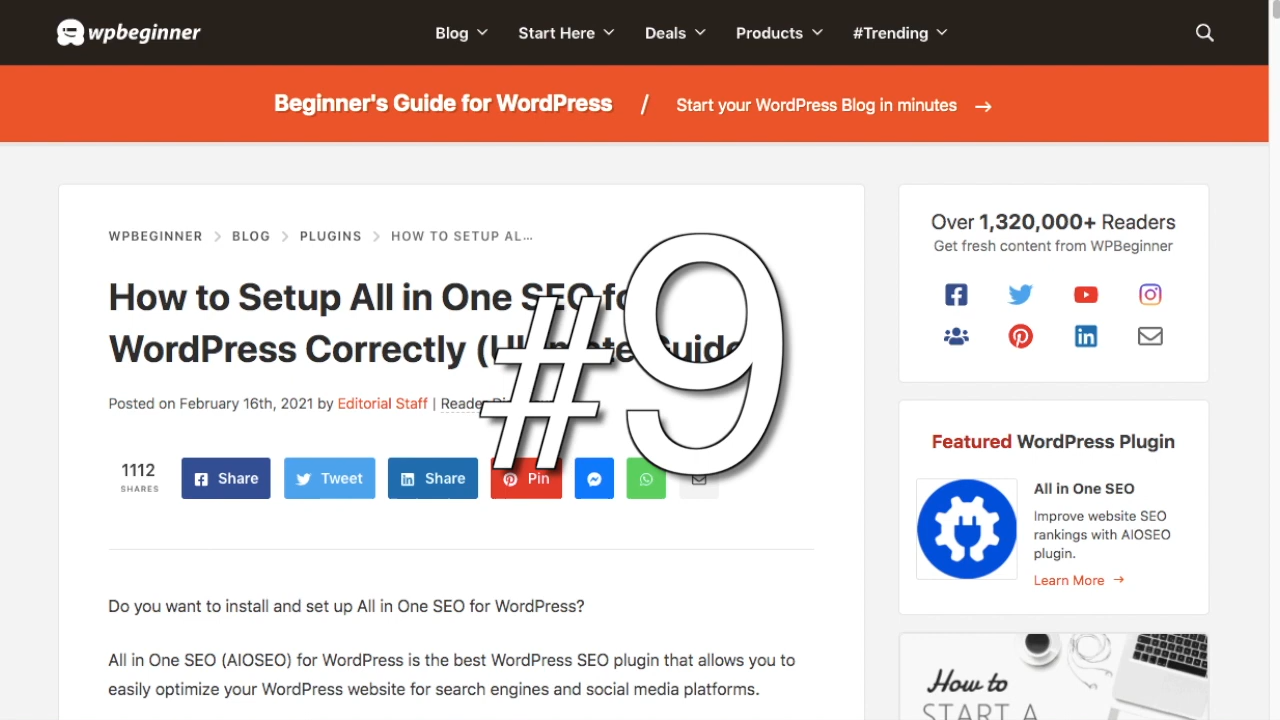 wpbeginner
Blog
Start Here
Deals
Products
#Trending
Beginner's Guide for WordPress / Start your WordPress Blog in minutes →
WPBEGINNER > BLOG > PLUGINS > HOW TO SETUP AL...
How to Setup All in One SEO for
WordPress Correctly (Ultimate Guide
#9
Posted on February 16th, 2021 by Editorial Staff | Reader
1112
SHARES
Share
Tweet
Share
Pin
Do you want to install and set up All in One SEO for WordPress?
All in One SEO (AIOSEO) for WordPress is the best WordPress SEO plugin that allows you to
easily optimize your WordPress website for search engines and social media platforms.
Over 1,320,000+ Readers
Get fresh content from WPBeginner
Featured WordPress Plugin
All in One SEO
Improve website SEO
rankings with AIOSEO
plugin.
Learn More →
How to
START A